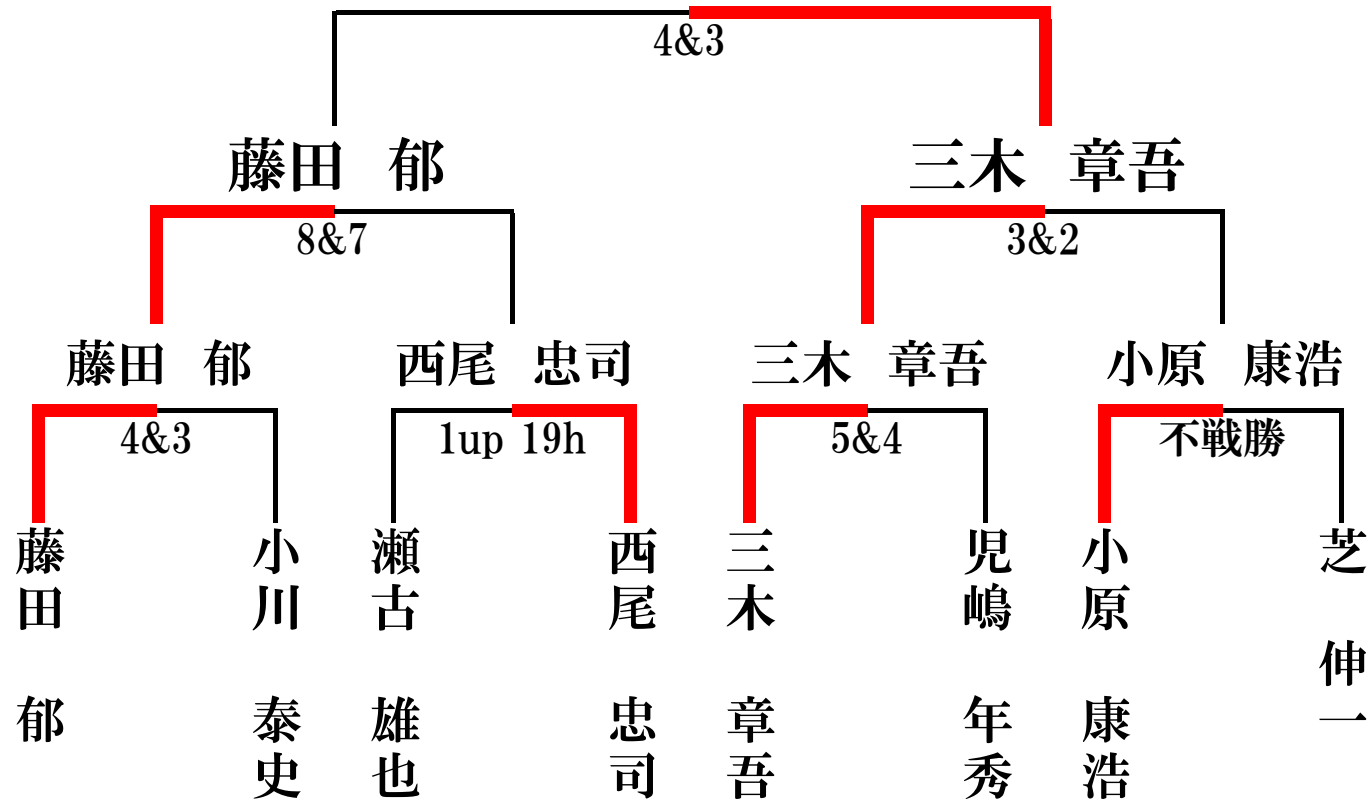 4&3
藤田 郁
三木 章吾
8&7
3&2
藤田 郁
西尾 忠司
三木 章吾
小原 康浩
4&3
1up 19h
5&4
不戦勝
藤田 郁
小川 泰史
瀬古 雄也
西尾 忠司
三木 章吾
児嶋 年秀
小原 康浩
芝 伸一